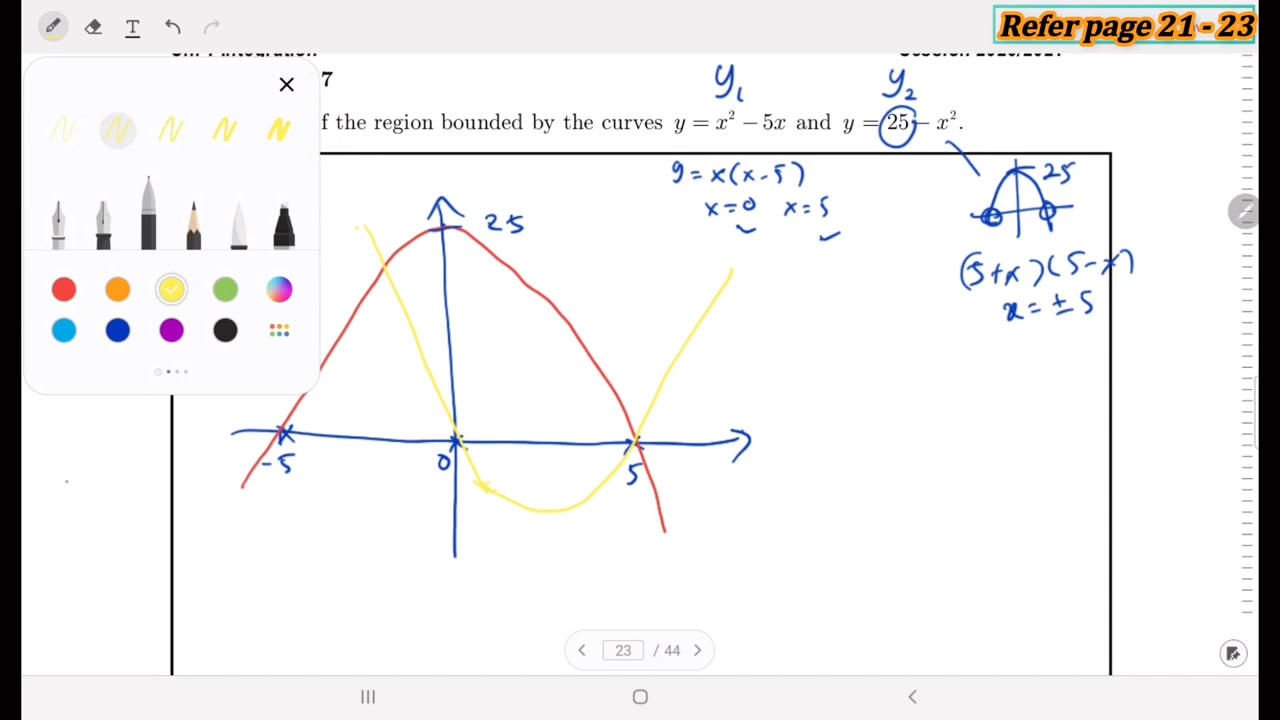 T
Refer page 21 - 23
7
y₁ y₂
f the region bounded by the curves y = x² − 5x and y = 25 − x².
y = x(x - 5)
x = 0 x = 5
25
25
(5+x)(5-x)
x = ± 5
-5 0 5
23 / 44